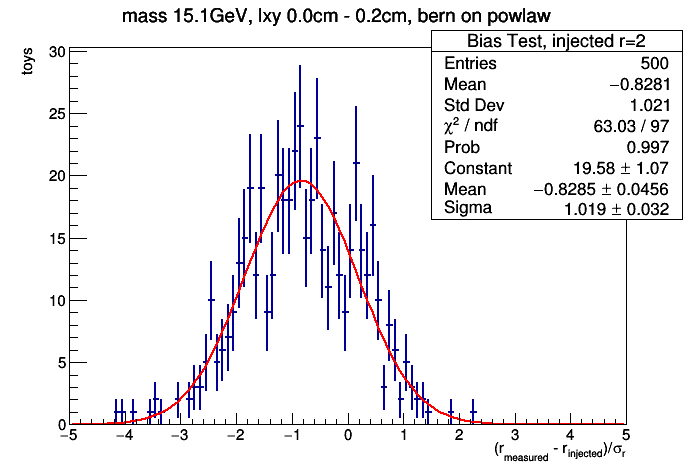 mass 15.1GeV, lxy 0.0cm - 0.2cm, bern on powlaw
Bias Test, injected r=2
Entries 500
Mean −0.8281
Std Dev 1.021
χ² / ndf 63.03 / 97
Prob 0.997
Constant 19.58 ± 1.07
Mean −0.8285 ± 0.0456
Sigma 1.019 ± 0.032
toys
30
25
20
15
10
5
0
−5 −4 −3 −2 −1 0 1 2 3 4 5
(r_measured - r_injected)/σ_r